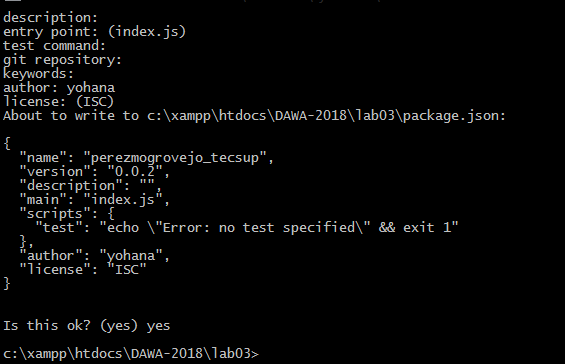 description:
entry point: (index.js)
test command:
git repository:
keywords:
author: yohana
license: (ISC)
About to write to c:\xampp\htdocs\DAWA-2018\lab03\package.json:
{
"name": "perezmogrovejo_tecsup",
"version": "0.0.2",
"description": "",
"main": "index.js",
"scripts": {
"test": "echo \"Error: no test specified\" && exit 1"
},
"author": "yohana",
"license": "ISC"
}
Is this ok? (yes) yes
c:\xampp\htdocs\DAWA-2018\lab03>